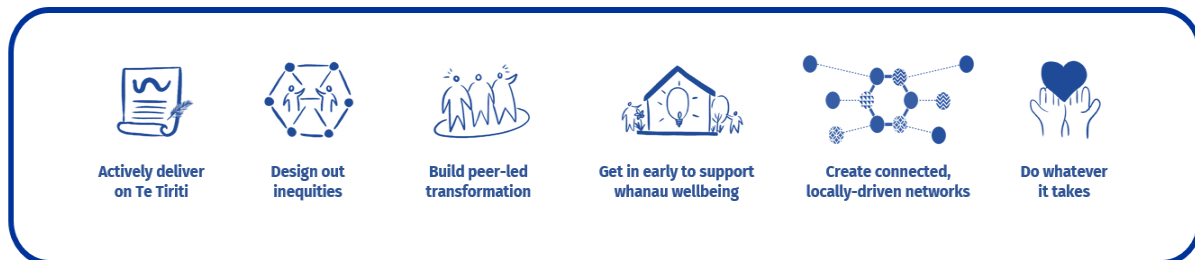 Actively deliver
on Te Tiriti
Design out
inequities
Build peer-led
transformation
Get in early to support
whanau wellbeing
Create connected,
locally-driven networks
Do whatever
it takes